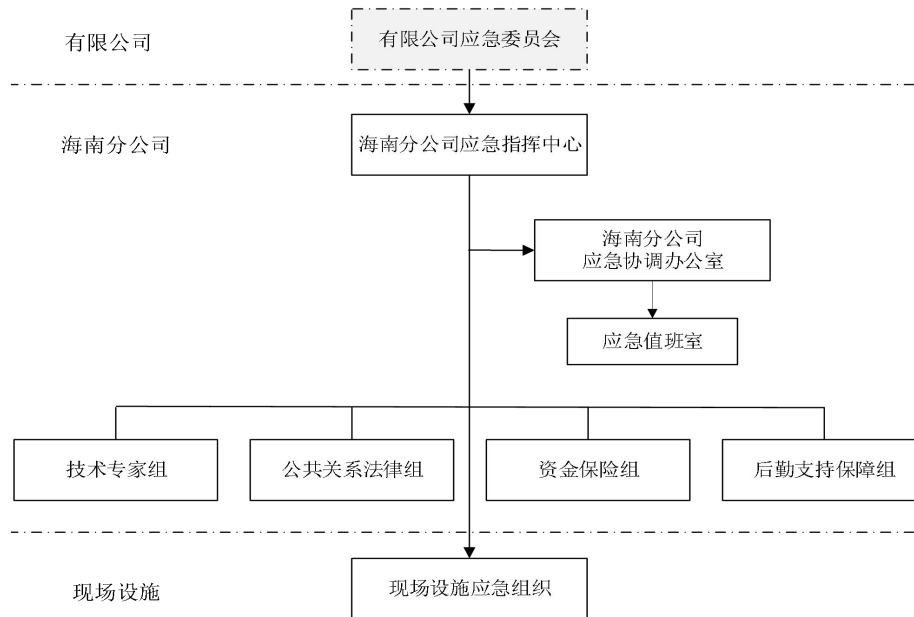 有限公司
有限公司应急委员会
海南分公司
海南分公司应急指挥中心
海南分公司
应急协调办公室
应急值班室
技术专家组
公共关系法律组
资金保险组
后勤支持保障组
现场设施
现场设施应急组织